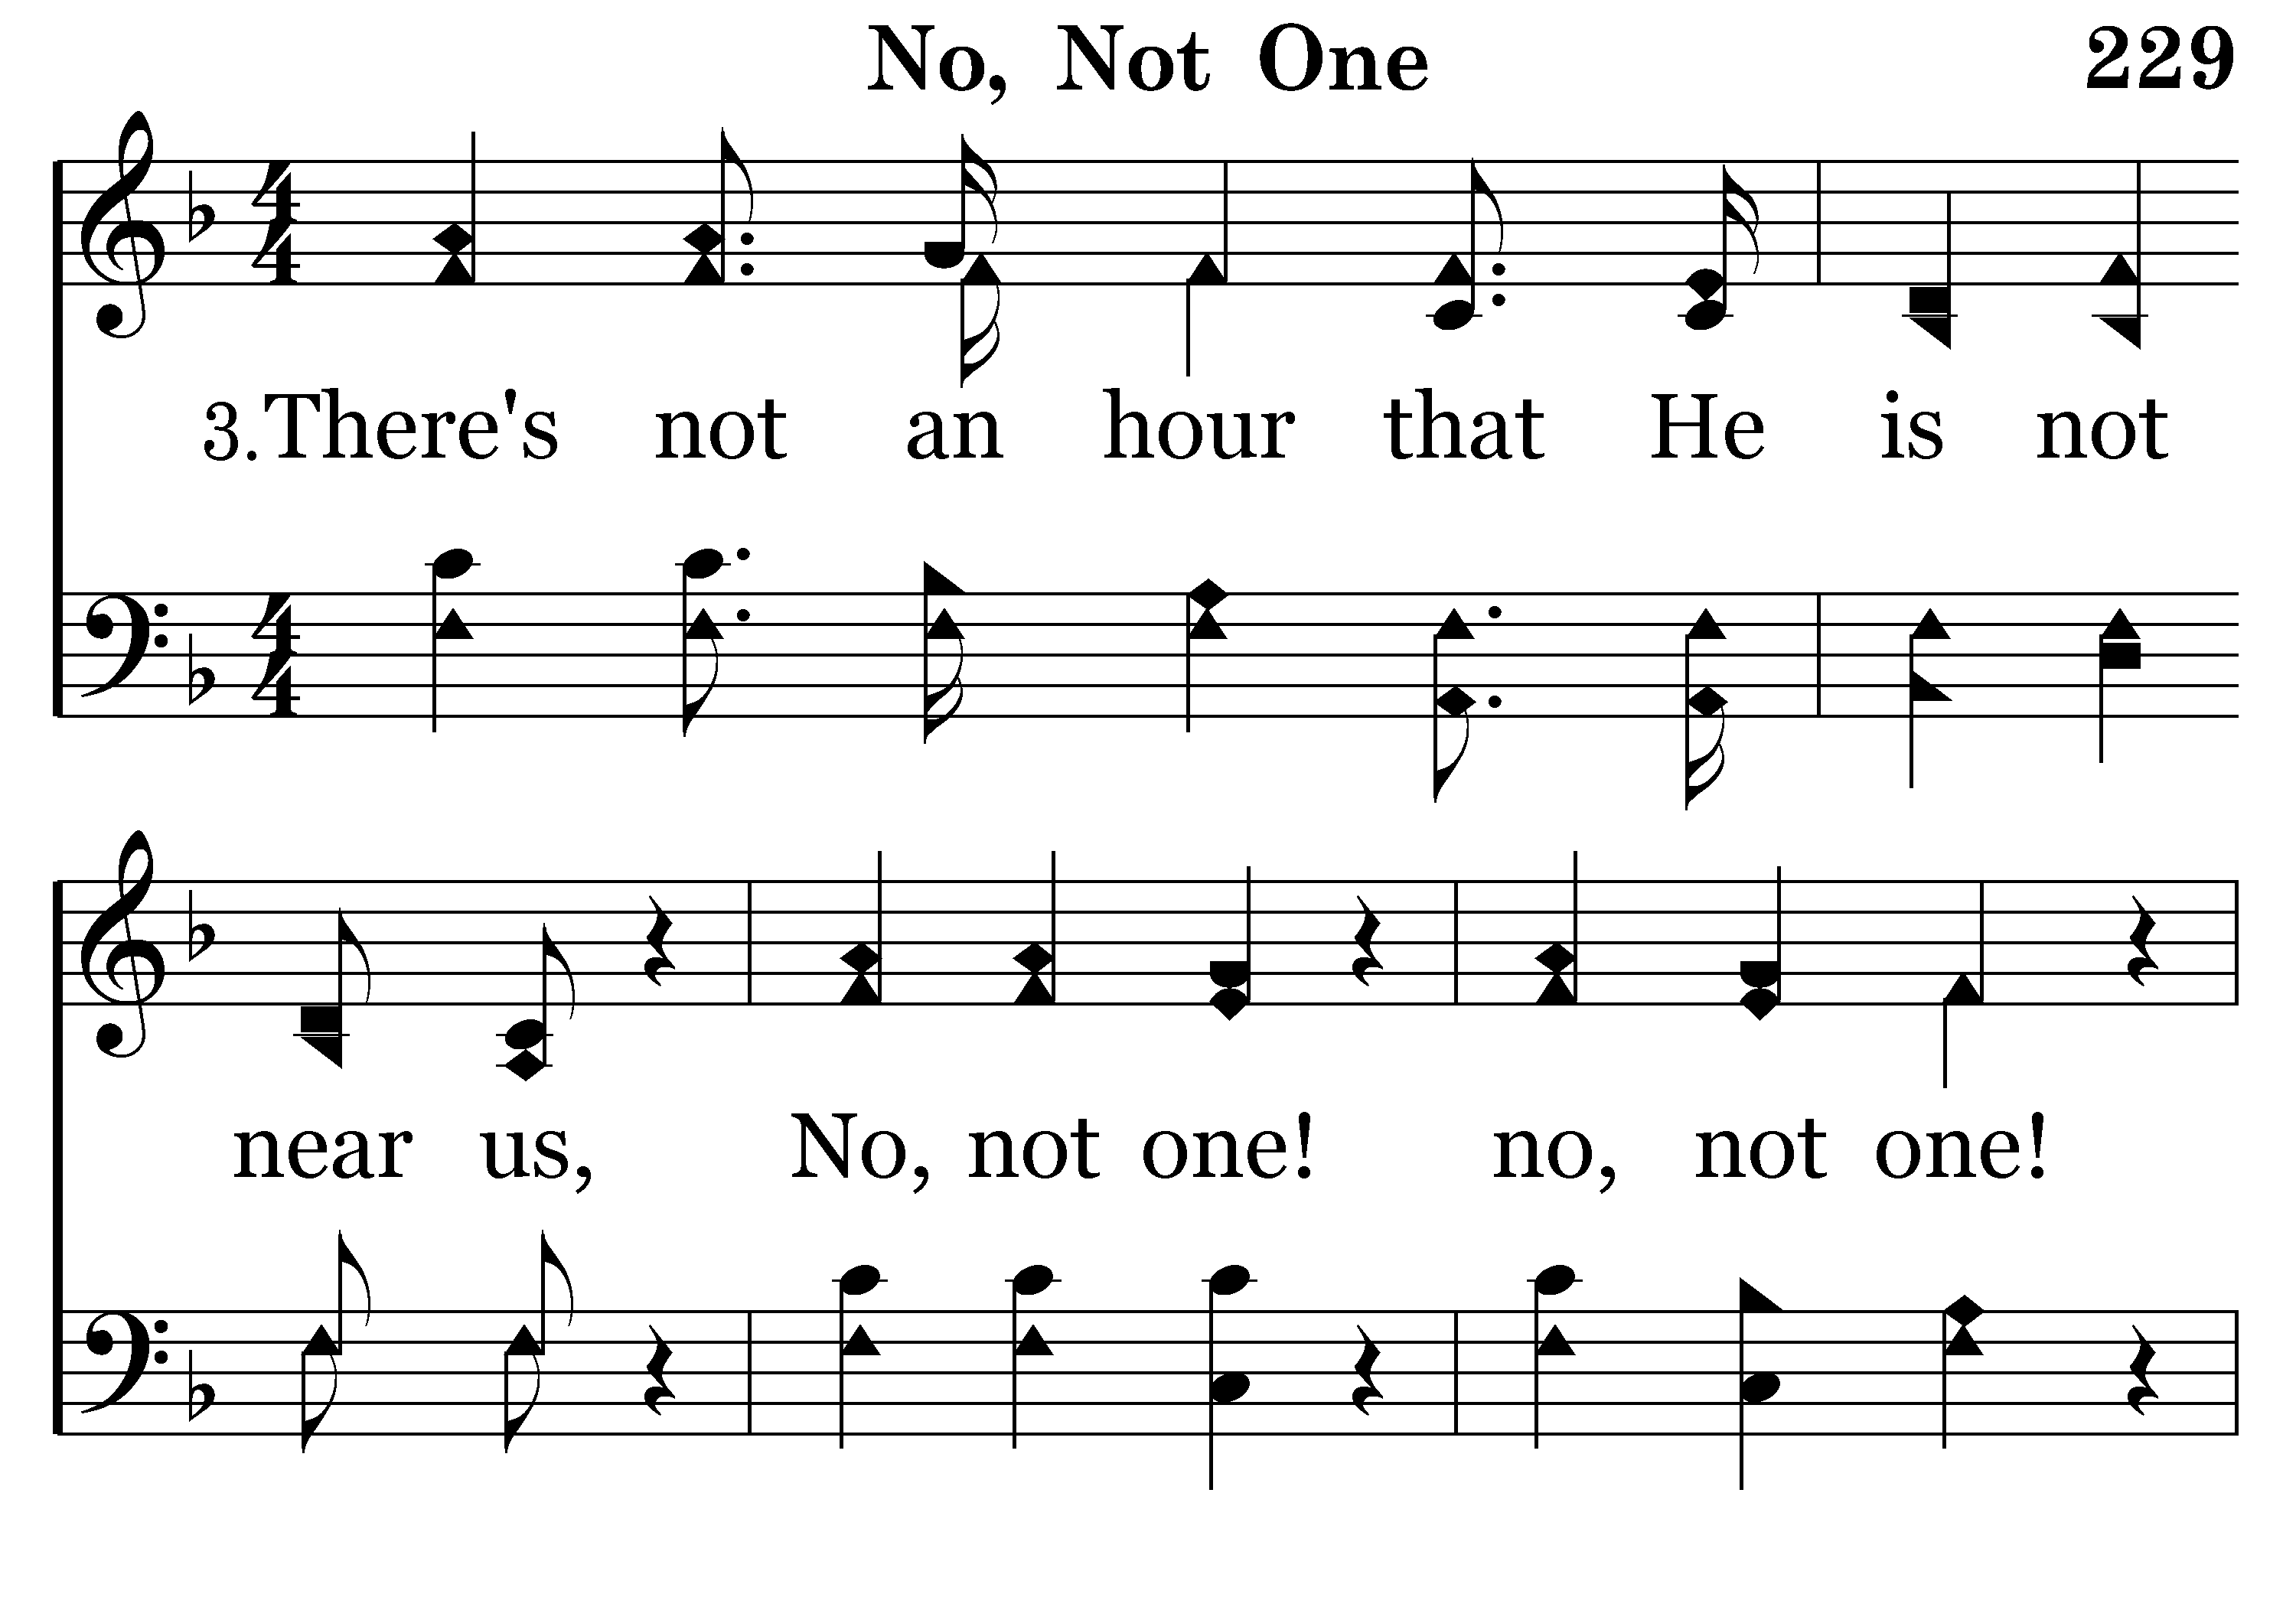 No, Not One 229
3. There's not an hour that He is not
near us, No, not one! no, not one!